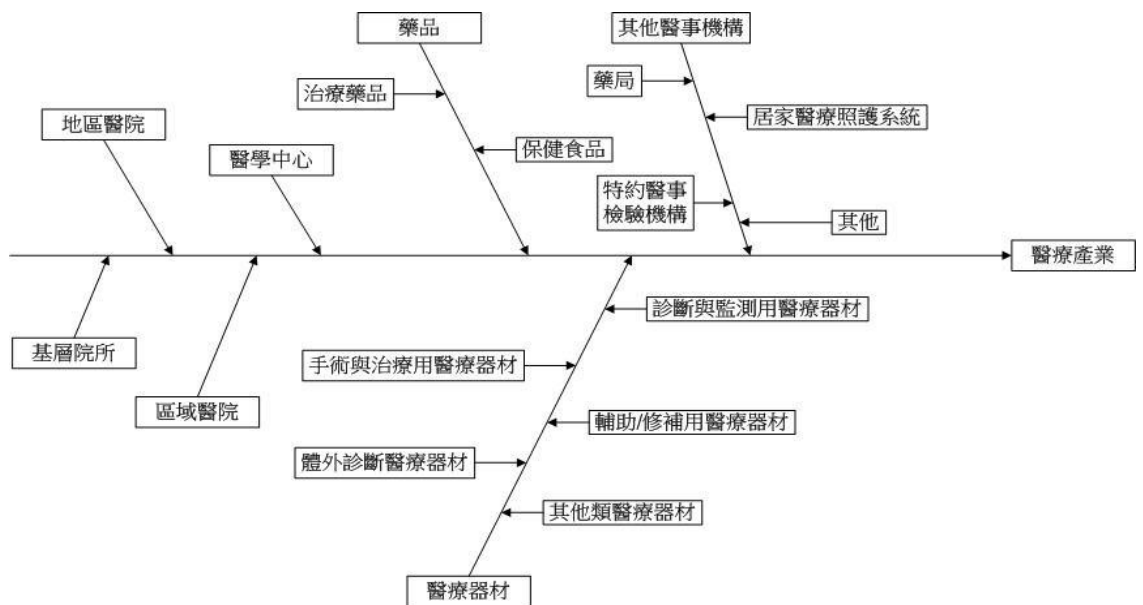 藥品
其他醫事機構
藥局
治療藥品
居家醫療照護系統
地區醫院
保健食品
醫學中心
特約醫事
檢驗機構
其他
醫療產業
診斷與監測用醫療器材
基層院所
手術與治療用醫療器材
區域醫院
輔助/修補用醫療器材
體外診斷醫療器材
其他類醫療器材
醫療器材